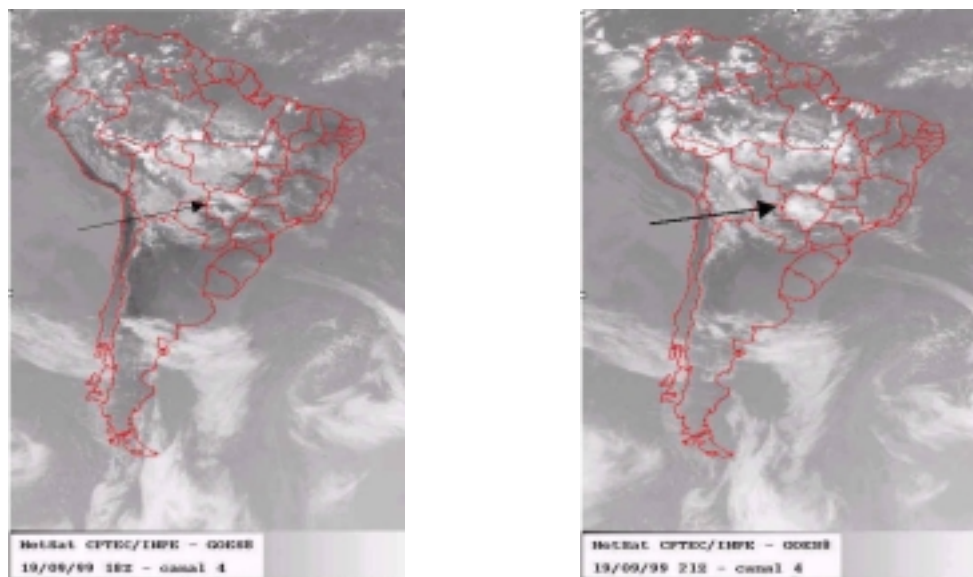 MetSat CPTEC/INPE - GOES8
19/09/99 18Z - canal 4
MetSat CPTEC/INPE - GOES8
19/09/99 21Z - canal 4